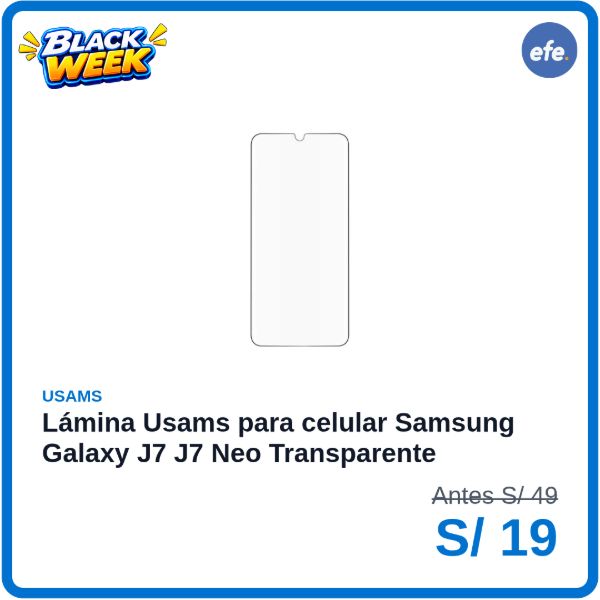 BLACK
WEEK
efe.
USAMS
Lámina Usams para celular Samsung
Galaxy J7 J7 Neo Transparente
Antes S/ 49
S/ 19